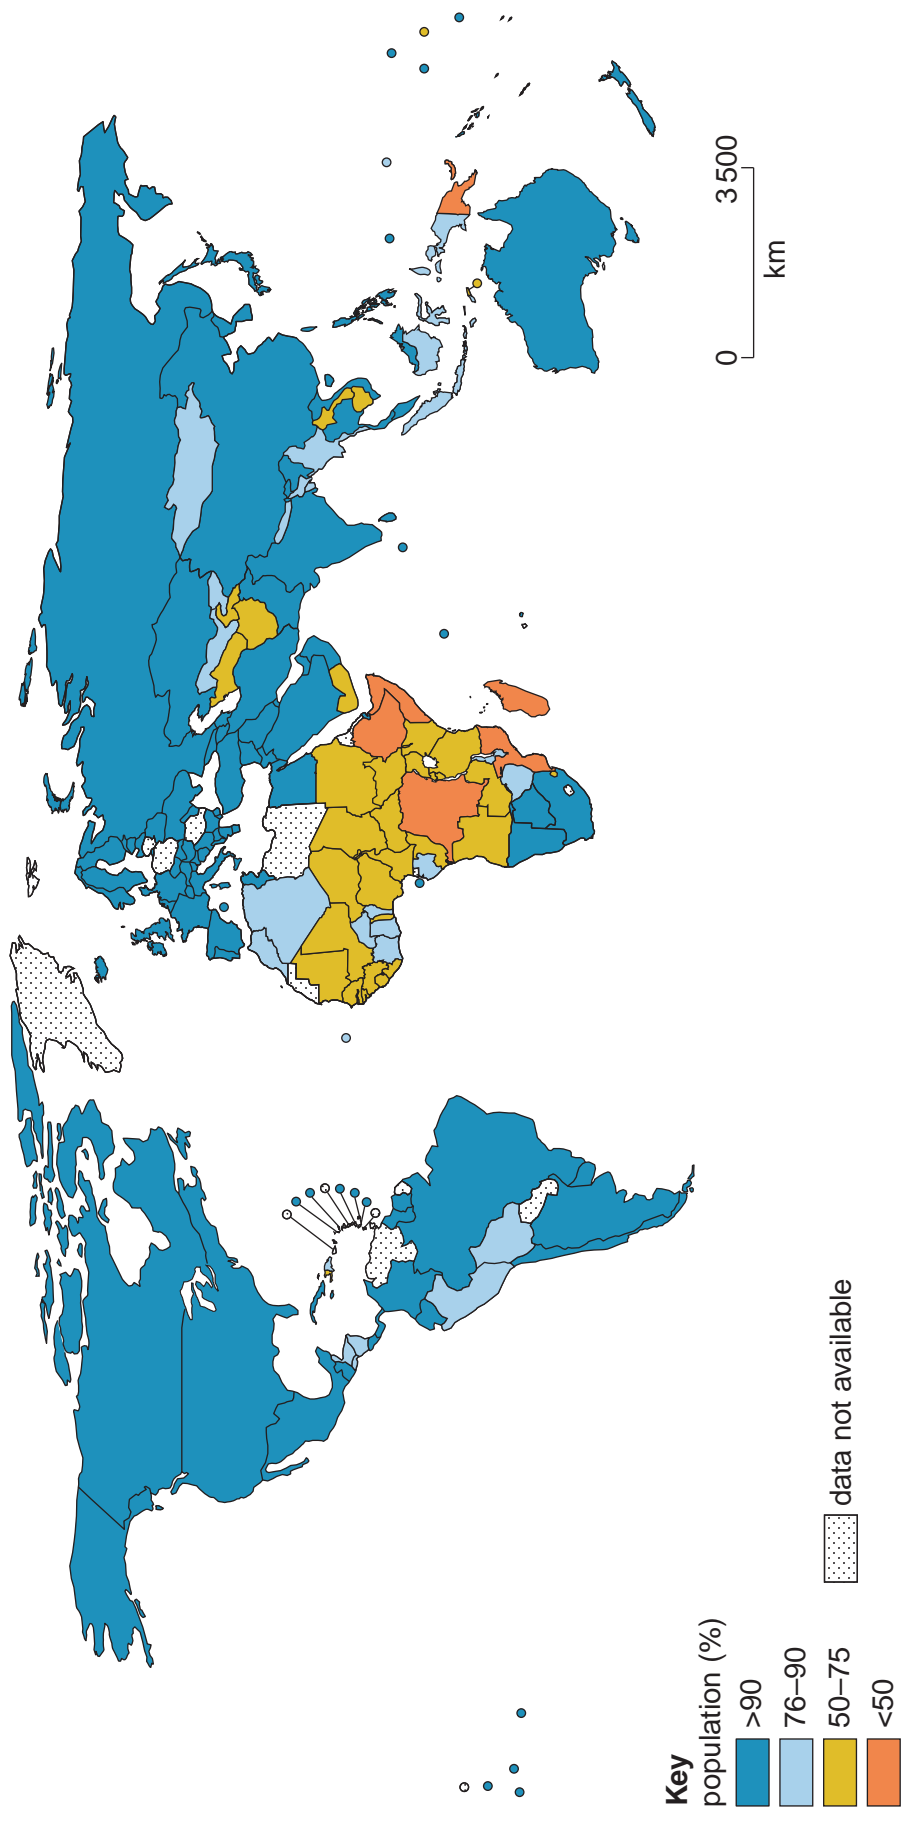 Key
population (%)
>90
76–90
50–75
<50
data not available
0 3500
km